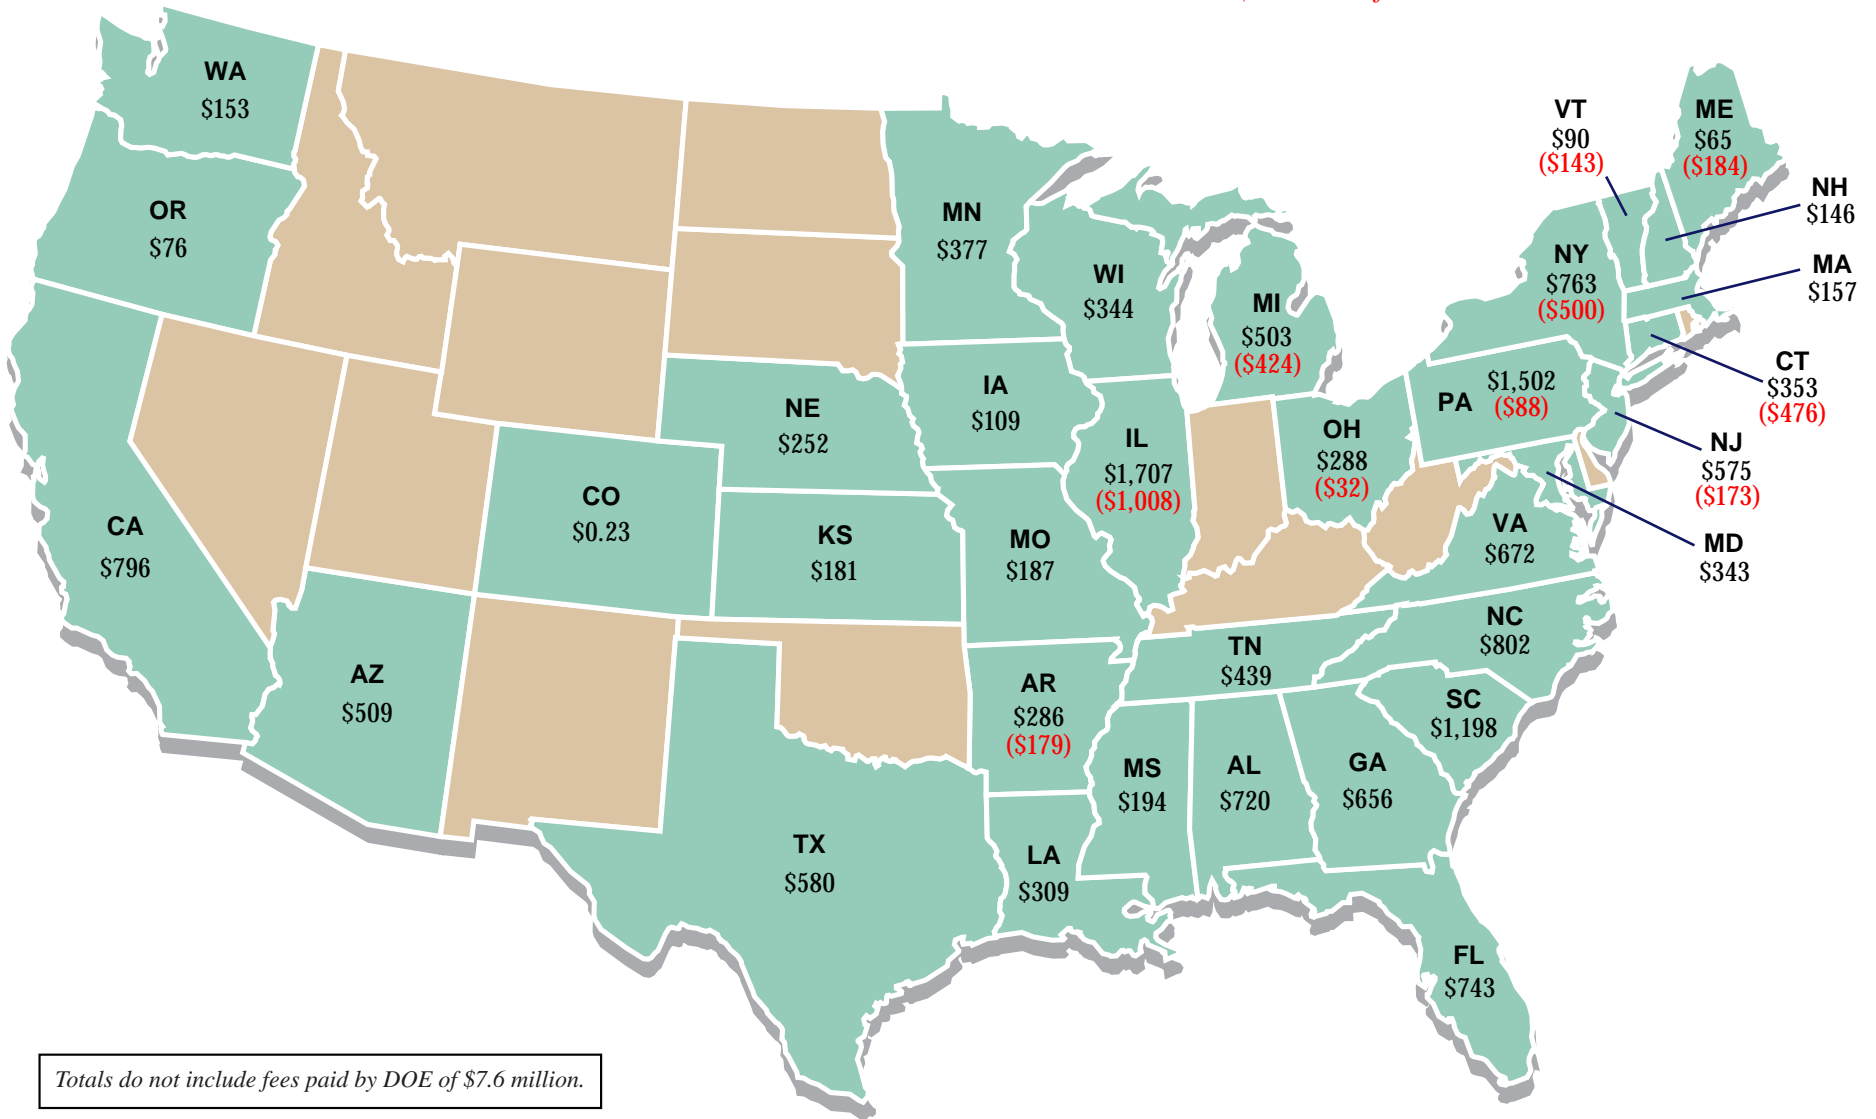 WA
$153
OR
$76
CA
$796
AZ
$509
CO
$0.23
NE
$252
KS
$181
TX
$580
MN
$377
IA
$109
MO
$187
AR
$286
($179)
LA
$309
WI
$344
IL
$1,707
($1,008)
MI
$503
($424)
OH
$288
($32)
TN
$439
MS
$194
AL
$720
GA
$656
FL
$743
SC
$1,198
NC
$802
VA
$672
PA
$1,502
($88)
NY
$763
($500)
VT
$90
($143)
ME
$65
($184)
NH
$146
MA
$157
CT
$353
($476)
NJ
$575
($173)
MD
$343
Totals do not include fees paid by DOE of $7.6 million.